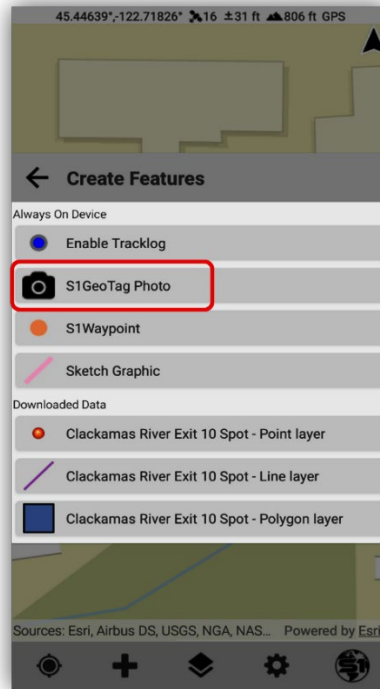 45.44639°,-122.71826° 16 ±31 ft 806 ft GPS
Create Features
Always On Device
Enable Tracklog
S1GeoTag Photo
S1Waypoint
Sketch Graphic
Downloaded Data
Clackamas River Exit 10 Spot - Point layer
Clackamas River Exit 10 Spot - Line layer
Clackamas River Exit 10 Spot - Polygon layer
Sources: Esri, Airbus DS, USGS, NGA, NAS... Powered by Esri